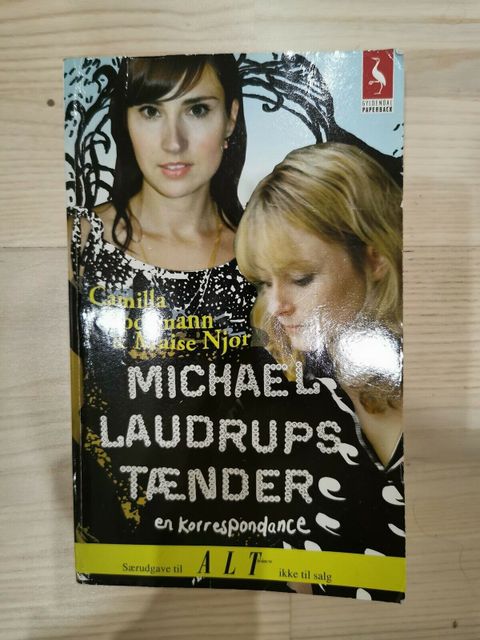 GYLDENDAL
PAPERBACK
Camilla
& Maise Njor
MICHAEL
LAUDRUPS
TÆNDER
en korrespondance
Særudgave til ALT ikke til salg